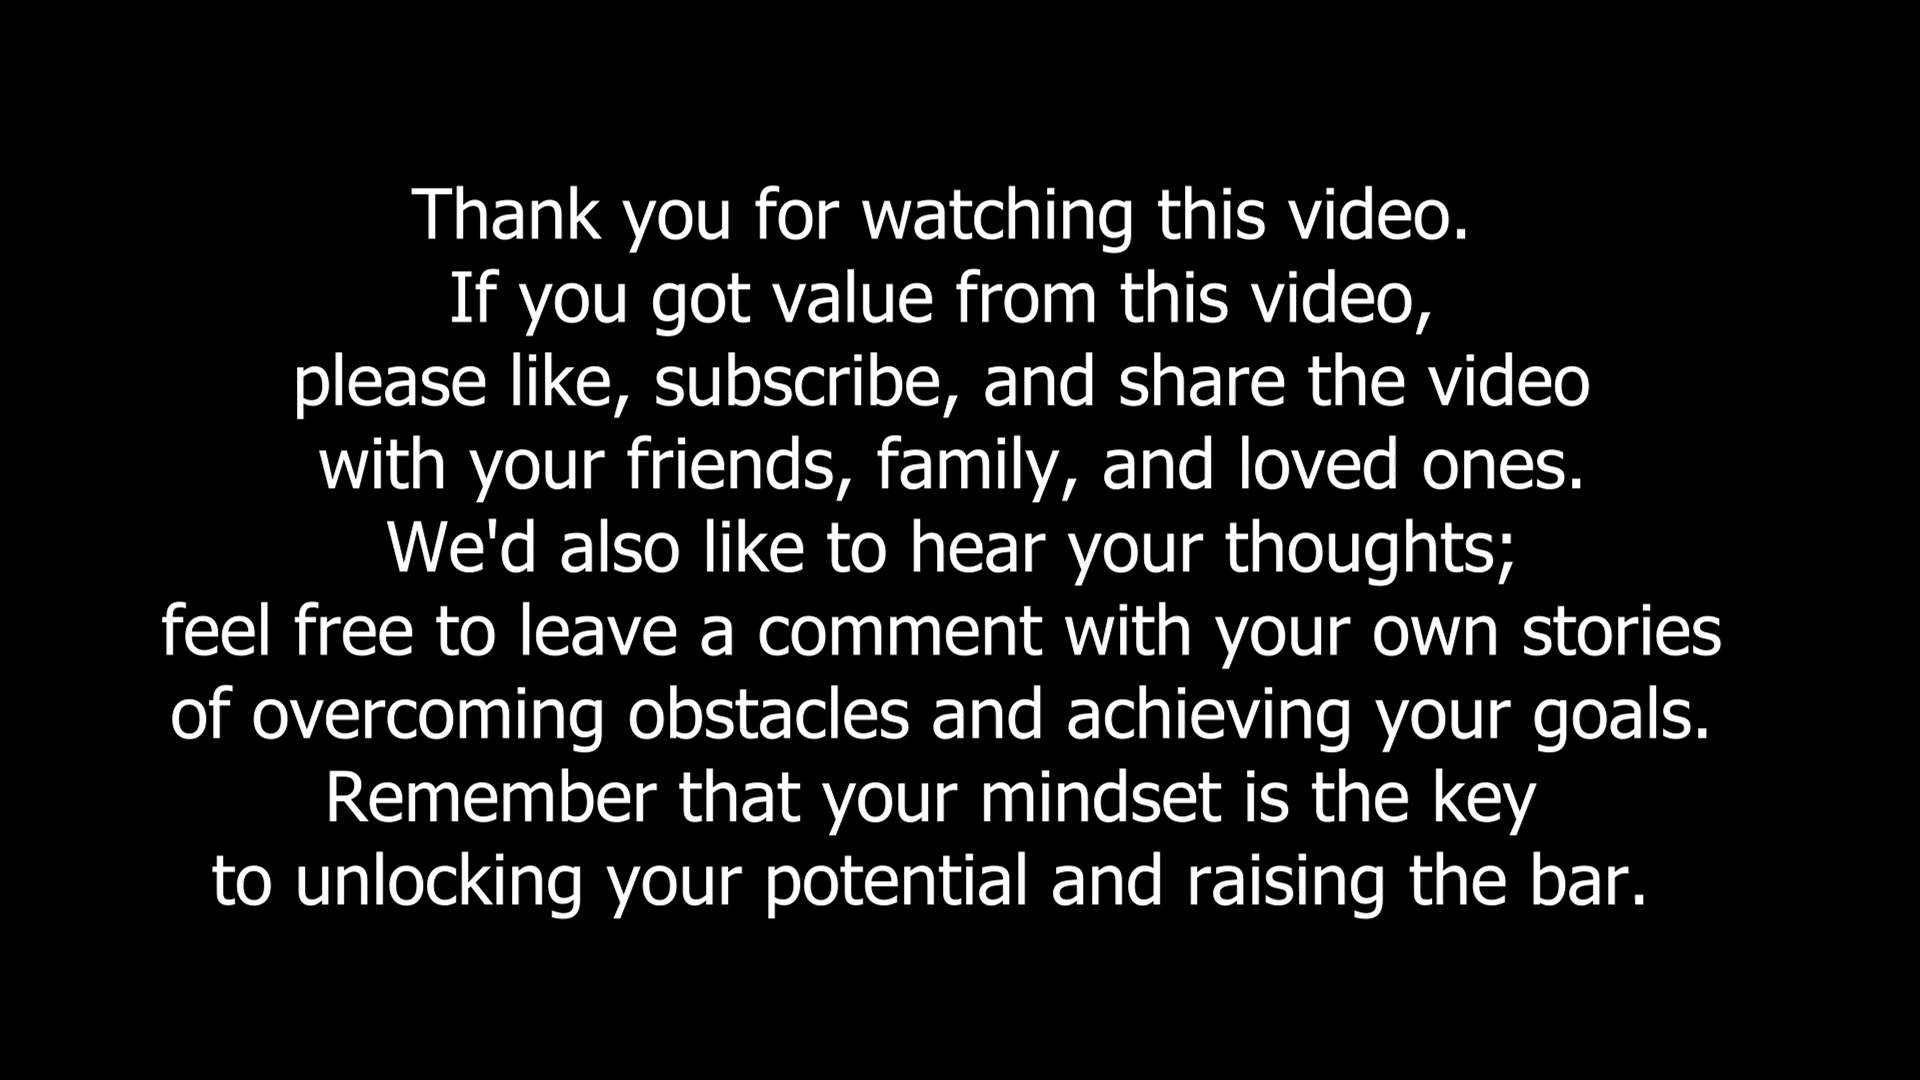 Thank you for watching this video.
If you got value from this video,
please like, subscribe, and share the video
with your friends, family, and loved ones.
We'd also like to hear your thoughts;
feel free to leave a comment with your own stories
of overcoming obstacles and achieving your goals.
Remember that your mindset is the key
to unlocking your potential and raising the bar.